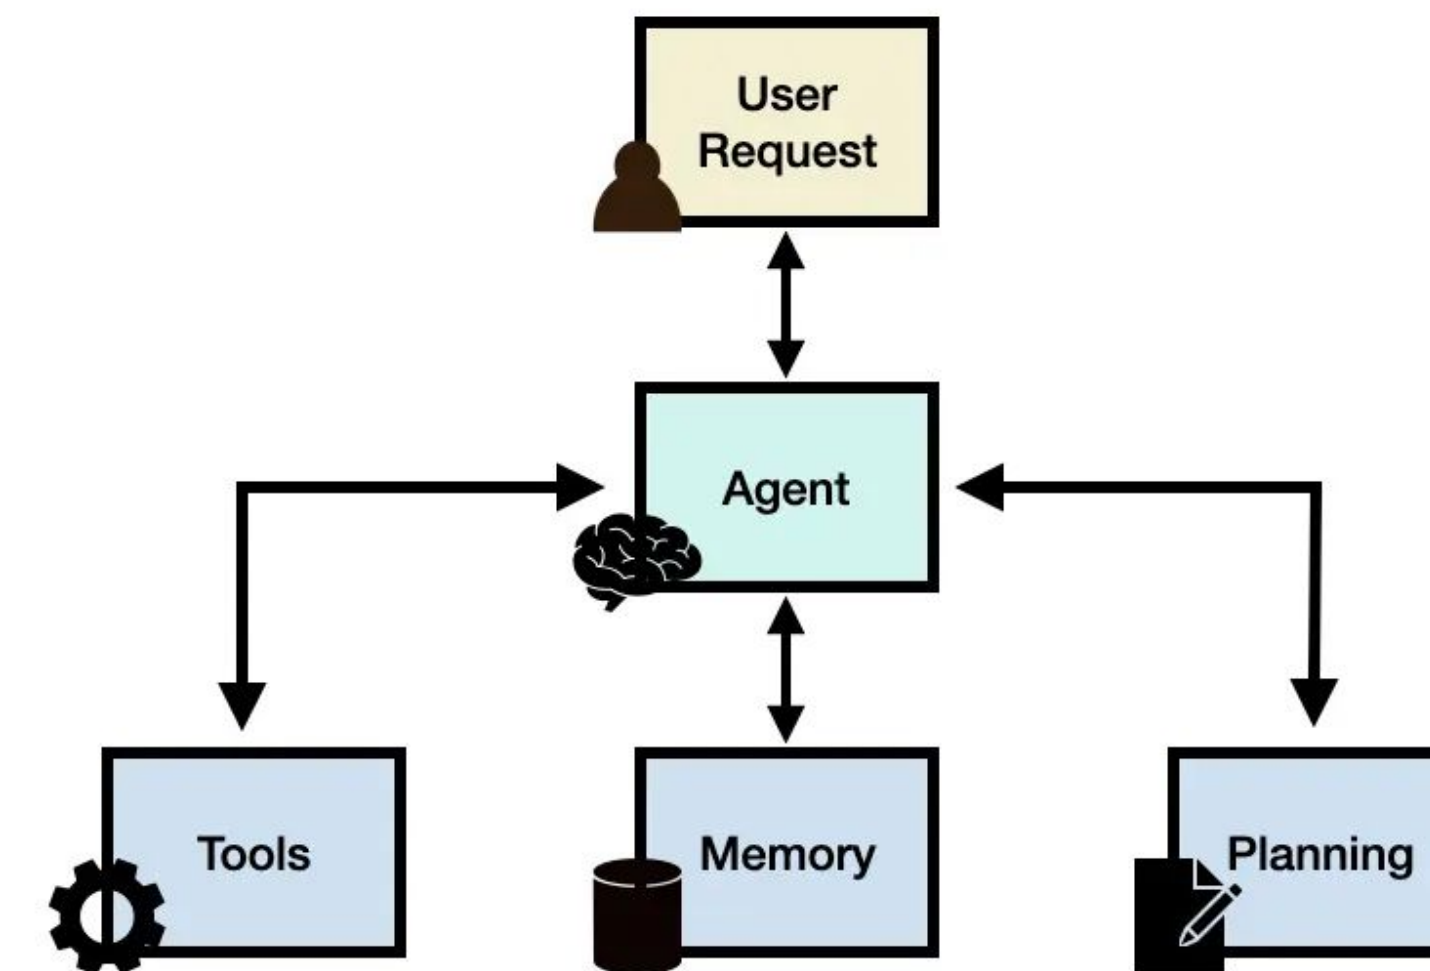 User
Request
Agent
Tools
Memory
Planning